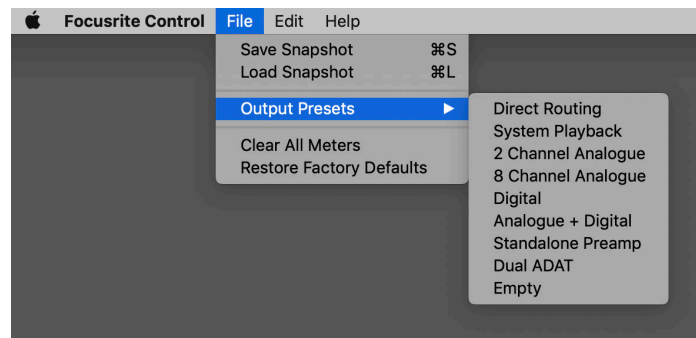 Focusrite Control File Edit Help
Save Snapshot ⌘S
Load Snapshot ⌘L
Output Presets ▶
Clear All Meters
Restore Factory Defaults
Direct Routing
System Playback
2 Channel Analogue
8 Channel Analogue
Digital
Analogue + Digital
Standalone Preamp
Dual ADAT
Empty